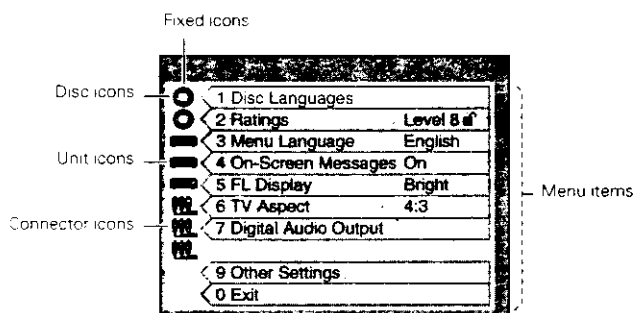 Fixed icons
Disc icons
1 Disc Languages
2 Ratings Level 8
3 Menu Language English
Unit icons
4 On-Screen Messages On
5 FL Display Bright
Menu items
6 TV Aspect 4:3
Connector icons
7 Digital Audio Output
9 Other Settings
0 Exit